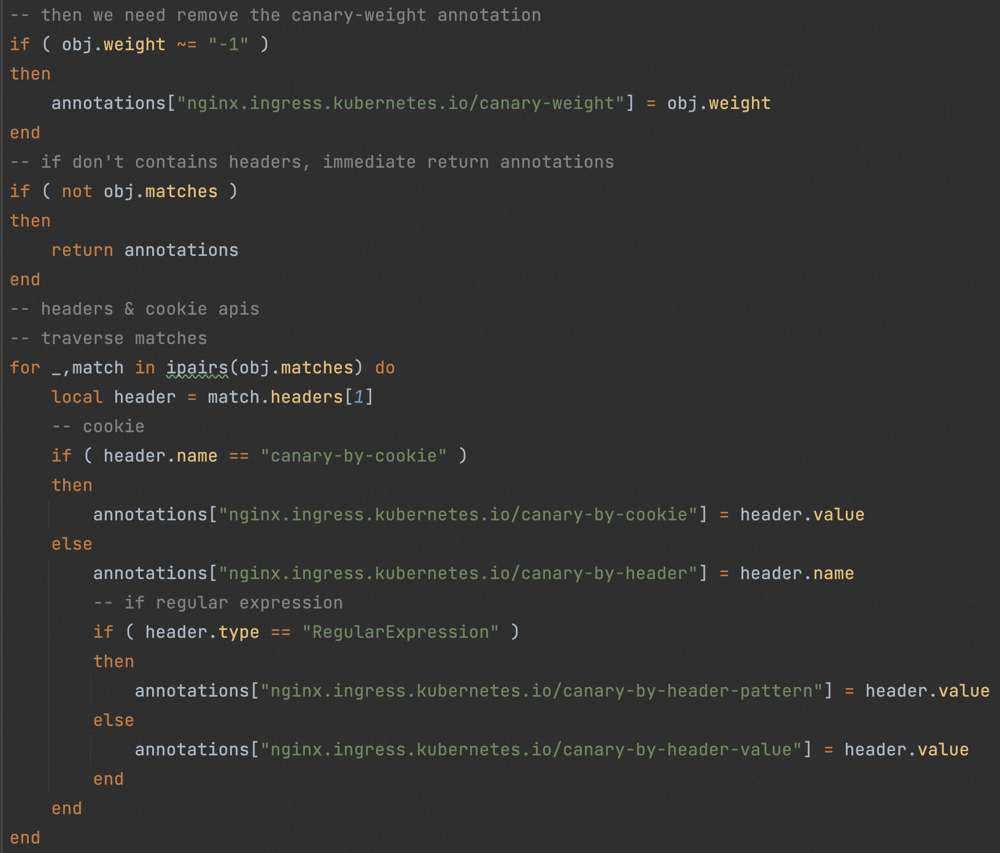 -- then we need remove the canary-weight annotation
if ( obj.weight ~= "-1" )
then
    annotations["nginx.ingress.kubernetes.io/canary-weight"] = obj.weight
end
-- if don't contains headers, immediate return annotations
if ( not obj.matches )
then
    return annotations
end
-- headers & cookie apis
-- traverse matches
for _,match in ipairs(obj.matches) do
    local header = match.headers[1]
    -- cookie
    if ( header.name == "canary-by-cookie" )
    then
        annotations["nginx.ingress.kubernetes.io/canary-by-cookie"] = header.value
    else
        annotations["nginx.ingress.kubernetes.io/canary-by-header"] = header.name
        -- if regular expression
        if ( header.type == "RegularExpression" )
        then
            annotations["nginx.ingress.kubernetes.io/canary-by-header-pattern"] = header.value
        else
            annotations["nginx.ingress.kubernetes.io/canary-by-header-value"] = header.value
        end
    end
end